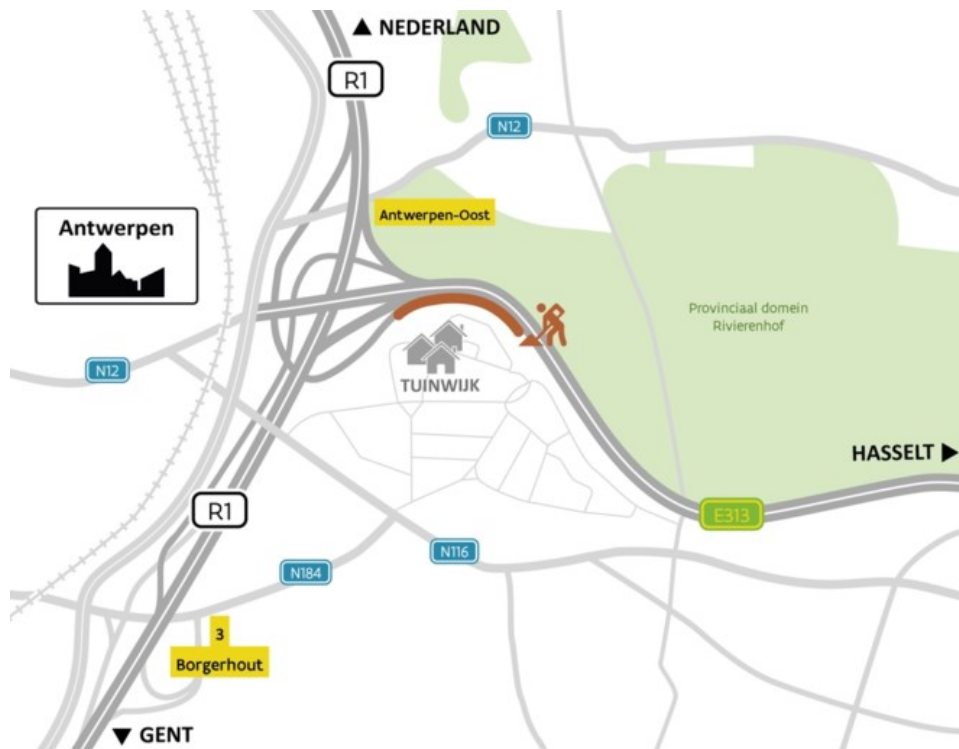 ▲ NEDERLAND
R1
N12
Antwerpen-Oost
Antwerpen
Provinciaal domein
Rivierenhof
N12
TUINWIJK
HASSELT ▶
R1
E313
N116
N184
3
Borgerhout
▼ GENT